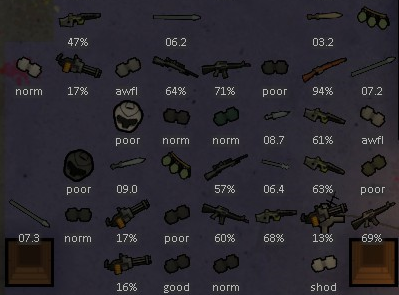 47% 06.2 03.2
norm 17% awfl 64% 71% poor 94% 07.2
poor norm norm 08.7 61% awfl
poor 09.0 57% 06.4 63% poor
07.3 norm 17% poor 60% 68% 13% 69%
16% good norm shod